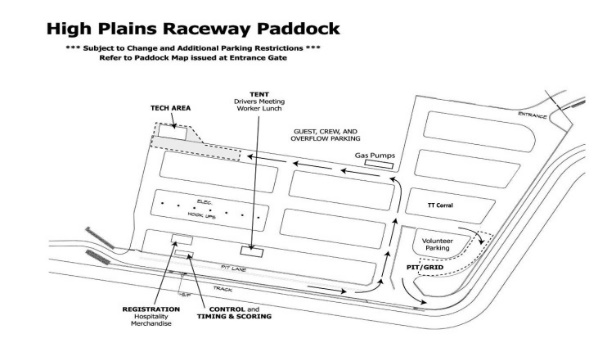 High Plains Raceway Paddock
*** Subject to Change and Additional Parking Restrictions ***
Refer to Paddock Map issued at Entrance Gate
TENT
Drivers Meeting
Worker Lunch
TECH AREA
ENTRANCE
GUEST, CREW, AND
OVERFLOW PARKING
Gas Pumps
ELEC.
HOOK UPS
TT Corral
Volunteer
Parking
PIT/GRID
PIT LANE
TRACK
REGISTRATION
Hospitality
Merchandise
CONTROL and
TIMING & SCORING